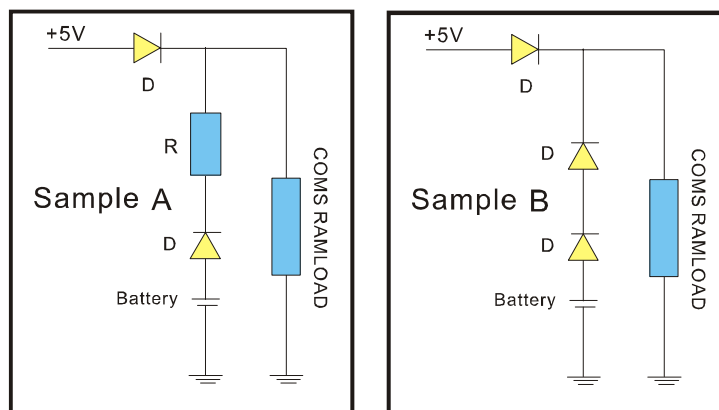 +5V
D
R
Sample A
D
Battery
COMS RAMLOAD
+5V
D
D
Sample B
D
Battery
COMS RAMLOAD